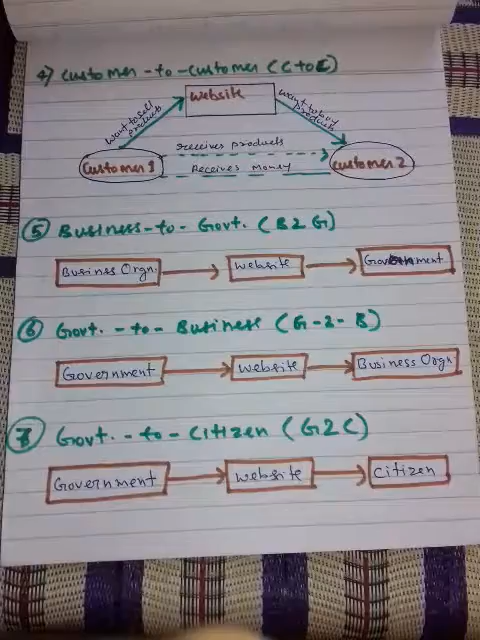 4) Customer-to-Customer (C to C)
Website
want to sell products
want to buy products
receives products
Customer 1
Customer 2
Receives money
⑤ Business-to-Govt. (B2G)
Business Orgn.
Website
Government
⑥ Govt.-to-Business (G-2-B)
Government
Website
Business Orgn
⑦ Govt.-to-Citizen (G2C)
Government
Website
Citizen